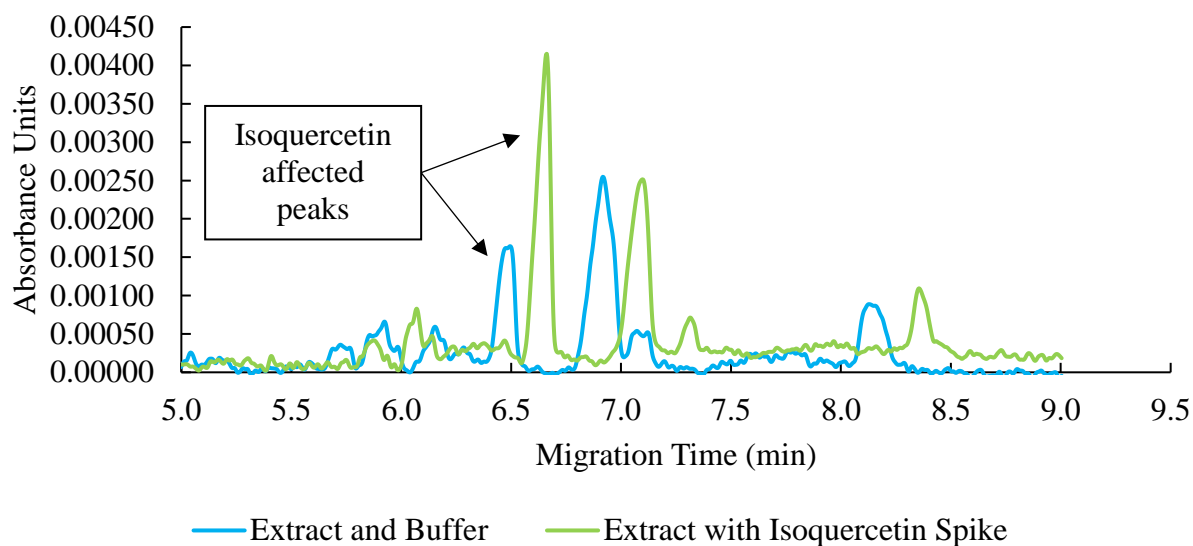 0.00450
0.00400
0.00350
0.00300
0.00250
0.00200
0.00150
0.00100
0.00050
0.00000
Absorbance Units
Isoquercetin
affected
peaks
5.0 5.5 6.0 6.5 7.0 7.5 8.0 8.5 9.0 9.5
Migration Time (min)
Extract and Buffer Extract with Isoquercetin Spike